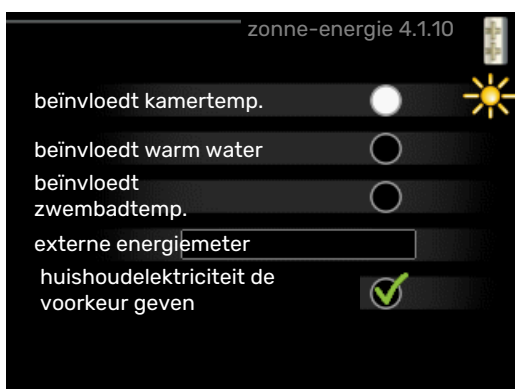 zonne-energie 4.1.10
beïnvloedt kamertemp.
beïnvloedt warm water
beïnvloedt
zwembadtemp.
externe energiemeter
huishoudelektriciteit de
voorkeur geven